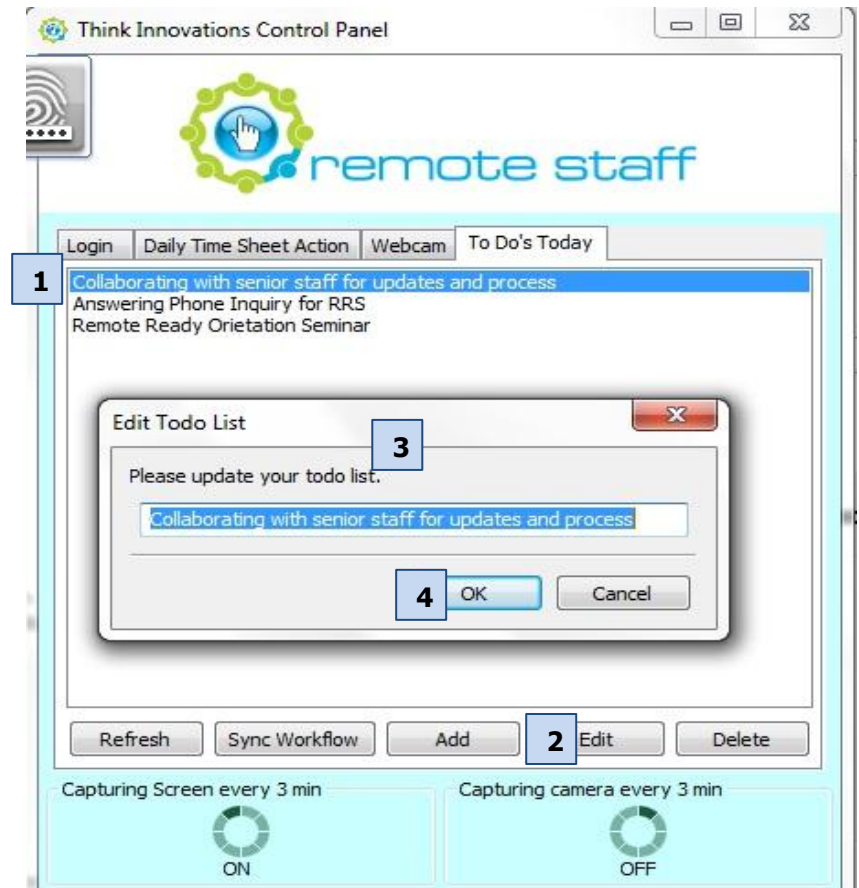 Think Innovations Control Panel
remote staff
Login Daily Time Sheet Action Webcam To Do's Today
1
Collaborating with senior staff for updates and process
Answering Phone Inquiry for RRS
Remote Ready Orietation Seminar
Edit Todo List
3
Please update your todo list.
Collaborating with senior staff for updates and process
4 OK Cancel
Refresh Sync Workflow Add 2 Edit Delete
Capturing Screen every 3 min Capturing camera every 3 min
ON OFF